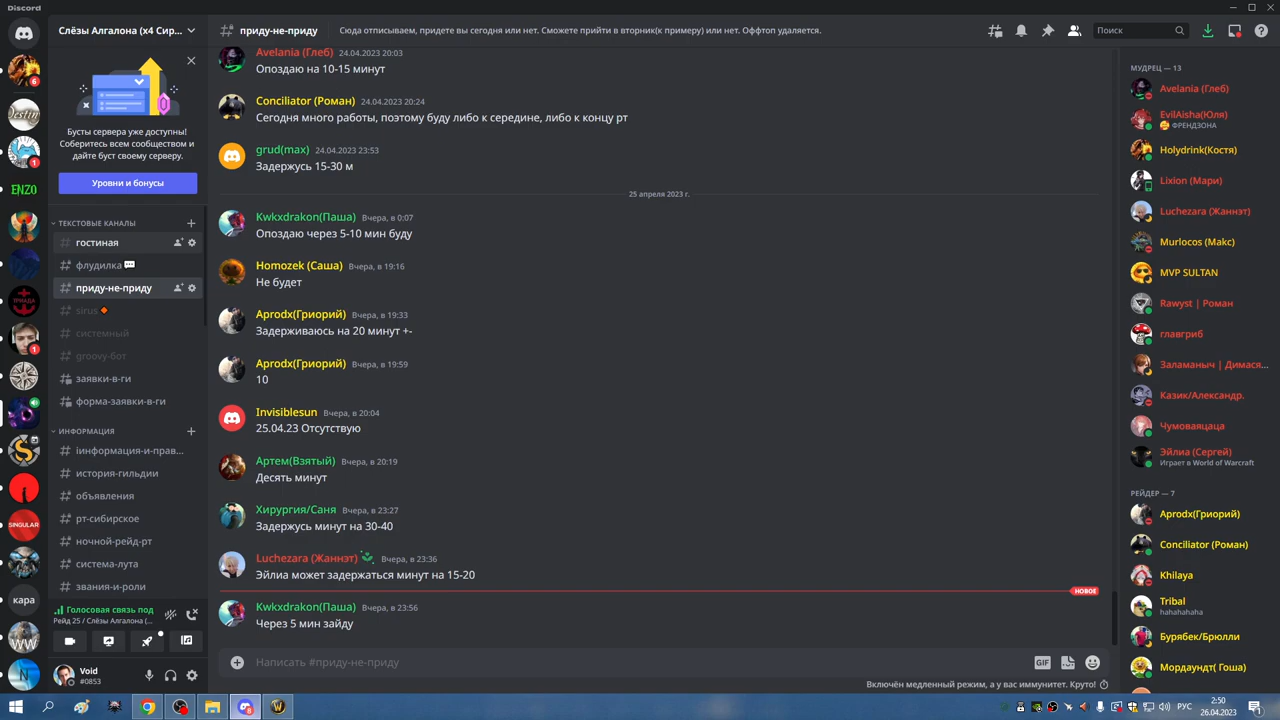 Discord
Слёзы Алгалона (x4 Сир...
приду-не-приду
Сюда отписываем, придете вы сегодня или нет. Сможете прийти в вторник(к примеру) или нет. Оффтоп удаляется.
Поиск
6
Destiny
1
ENZO
ТРИАДА
1
SINGULAR
кара
WW
N
Бусты сервера уже доступны!
Соберитесь всем сообществом и
дайте буст своему серверу.
Уровни и бонусы
ТЕКСТОВЫЕ КАНАЛЫ
гостиная
флудилка
приду-не-приду
sirus
системный
groovy-бот
заявки-в-ги
форма-заявки-в-ги
ИНФОРМАЦИЯ
іинформация-и-прав...
история-гильдии
объявления
рт-сибирское
ночной-рейд-рт
система-лута
звания-и-роли
Голосовая связь под
Рейд 25 / Слёзы Алгалона (...
Void
#0853
Avelania (Глеб) 24.04.2023 20:03
Опоздаю на 10-15 минут
Conciliator (Роман) 24.04.2023 20:24
Сегодня много работы, поэтому буду либо к середине, либо к концу рт
grud(max) 24.04.2023 23:53
Задержусь 15-30 м
25 апреля 2023 г.
Kwkxdrakon(Паша) Вчера, в 0:07
Опоздаю через 5-10 мин буду
Homozek (Саша) Вчера, в 19:16
Не будет
Aprodx(Гриорий) Вчера, в 19:33
Задерживаюсь на 20 минут +-
Aprodx(Гриорий) Вчера, в 19:59
10
Invisiblesun Вчера, в 20:04
25.04.23 Отсутствую
Артем(Взятый) Вчера, в 20:19
Десять минут
Хирургия/Саня Вчера, в 23:27
Задержусь минут на 30-40
Luchezara (Жаннэт) Вчера, в 23:36
Эйлиа может задержаться минут на 15-20
НОВОЕ
Kwkxdrakon(Паша) Вчера, в 23:56
Через 5 мин зайду
Написать #приду-не-приду
GIF
Включён медленный режим, а у вас иммунитет. Круто!
МУДРЕЦ — 13
Avelania (Глеб)
EvilAisha(Юля)
ФРЕНДЗОНА
Holydrink(Костя)
Lixion (Мари)
Luchezara (Жаннэт)
Murlocos (Макс)
MVP SULTAN
Rawyst | Роман
главгриб
Заламаныч | Димася...
Казик/Александр.
Чумоваяцаца
Эйлиа (Сергей)
Играет в World of Warcraft
РЕЙДЕР — 7
Aprodx(Гриорий)
Conciliator (Роман)
Khilaya
Tribal
hahahahaha
Бурябек/Брюлли
Мордаундт( Гоша)
РУС
2:50
26.04.2023
1